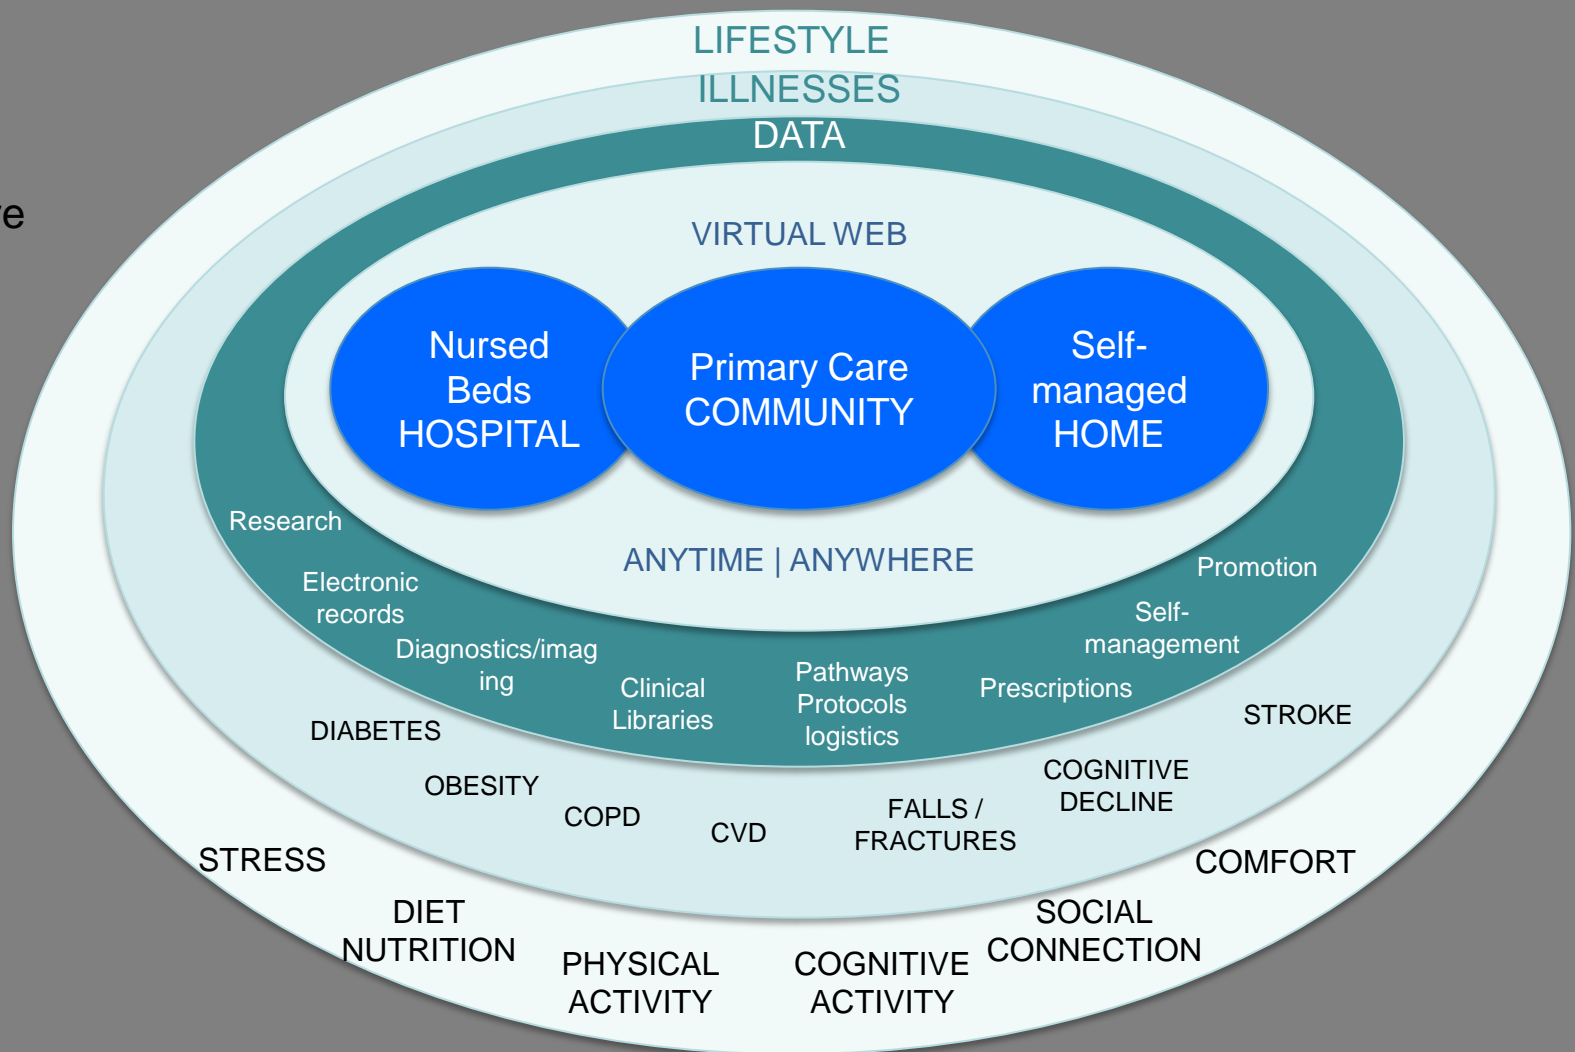 LIFESTYLE
ILLNESSES
DATA
VIRTUAL WEB
Nursed
Beds
HOSPITAL
Primary Care
COMMUNITY
Self-
managed
HOME
ANYTIME | ANYWHERE
Research
Electronic
records
Diagnostics/imag
ing
Clinical
Libraries
Pathways
Protocols
logistics
Prescriptions
Self-
management
Promotion
DIABETES
OBESITY
COPD
CVD
FALLS /
FRACTURES
COGNITIVE
DECLINE
STROKE
STRESS
DIET
NUTRITION
PHYSICAL
ACTIVITY
COGNITIVE
ACTIVITY
SOCIAL
CONNECTION
COMFORT